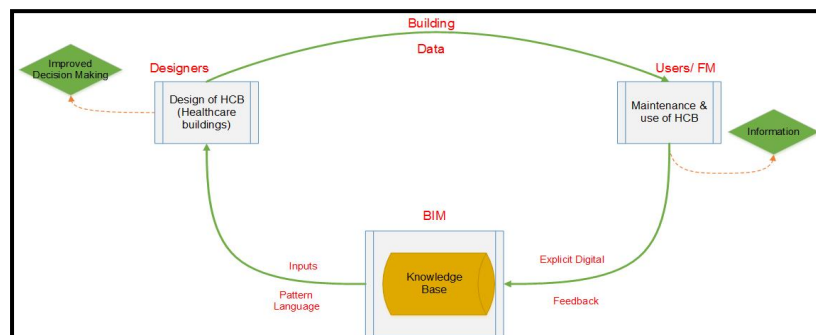 Building
Data
Improved
Decision Making
Designers
Design of HCB
(Healthcare
buildings)
Users/ FM
Maintenance &
use of HCB
Information
BIM
Knowledge
Base
Inputs
Pattern
Language
Explicit Digital
Feedback